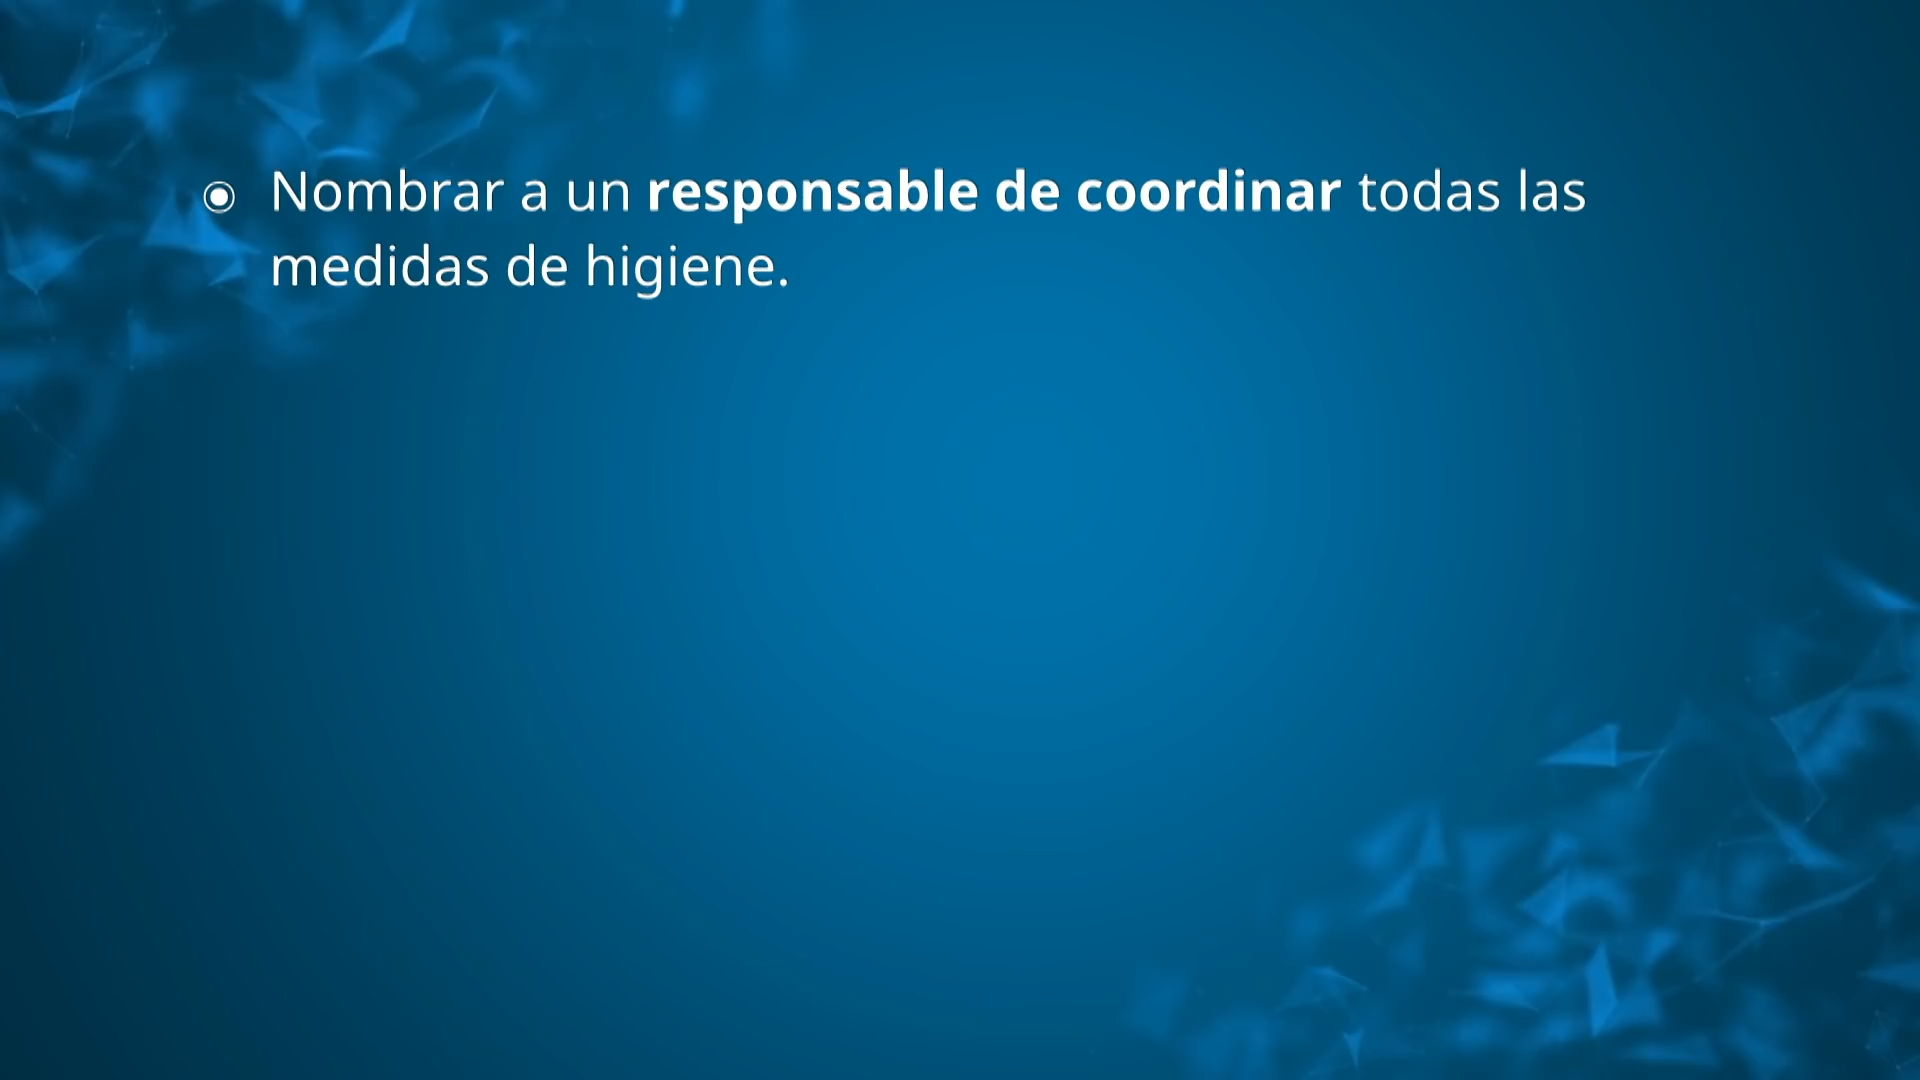 ◉ Nombrar a un responsable de coordinar todas las
medidas de higiene.